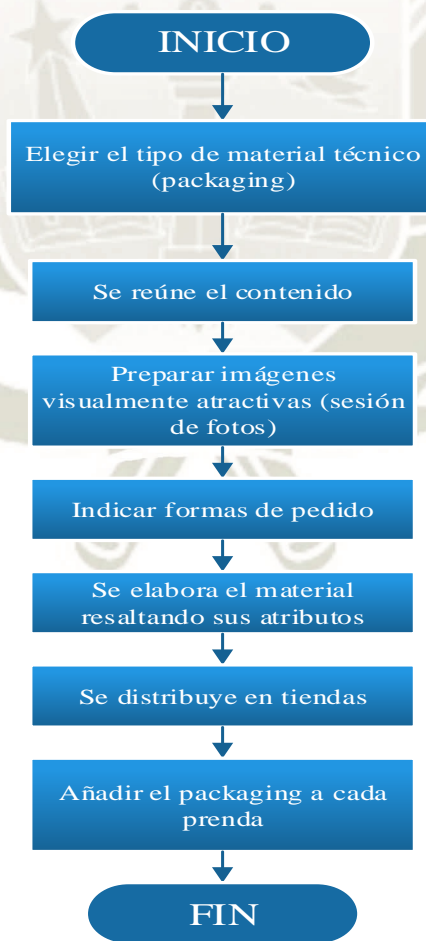 INICIO
Elegir el tipo de material técnico
(packaging)
Se reúne el contenido
Preparar imágenes
visualmente atractivas (sesión
de fotos)
Indicar formas de pedido
Se elabora el material
resaltando sus atributos
Se distribuye en tiendas
Añadir el packaging a cada
prenda
FIN